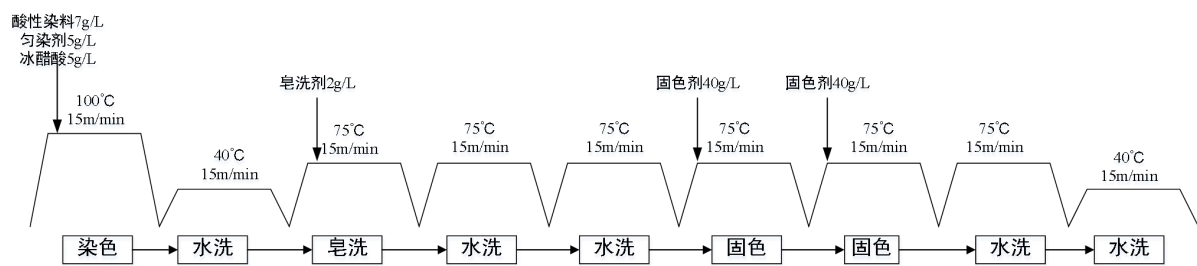 酸性染料7g/L
匀染剂5g/L
冰醋酸5g/L
100℃
15m/min
40℃
15m/min
皂洗剂2g/L
75℃
15m/min
75℃
15m/min
75℃
15m/min
固色剂40g/L
75℃
15m/min
固色剂40g/L
75℃
15m/min
75℃
15m/min
40℃
15m/min
染色
水洗
皂洗
水洗
水洗
固色
固色
水洗
水洗